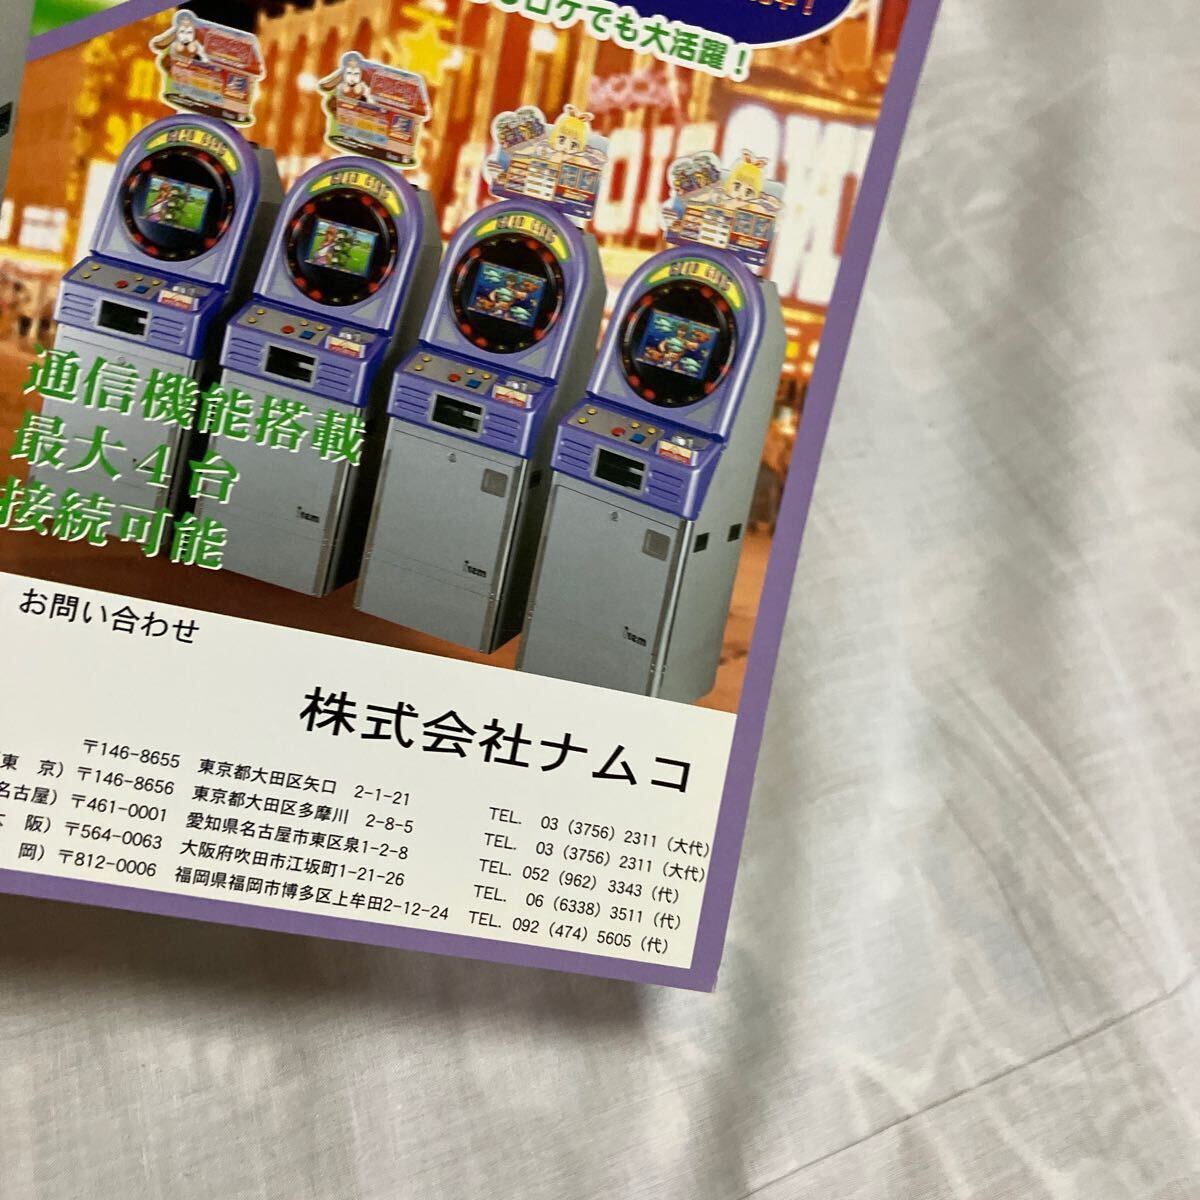 ロケでも大活躍!
通信機能搭載
最大4台
接続可能
item
item
item
お問い合わせ
株式会社ナムコ
〒146-8655 東京都大田区矢口 2-1-21 TEL. 03 (3756) 2311 (大代)
東 京) 〒146-8656 東京都大田区多摩川 2-8-5 TEL. 03 (3756) 2311 (大代)
名古屋) 〒461-0001 愛知県名古屋市東区泉1-2-8 TEL. 052 (962) 3343 (代)
阪) 〒564-0063 大阪府吹田市江坂町1-21-26 TEL. 06 (6338) 3511 (代)
岡) 〒812-0006 福岡県福岡市博多区上牟田2-12-24 TEL. 092 (474) 5605 (代)